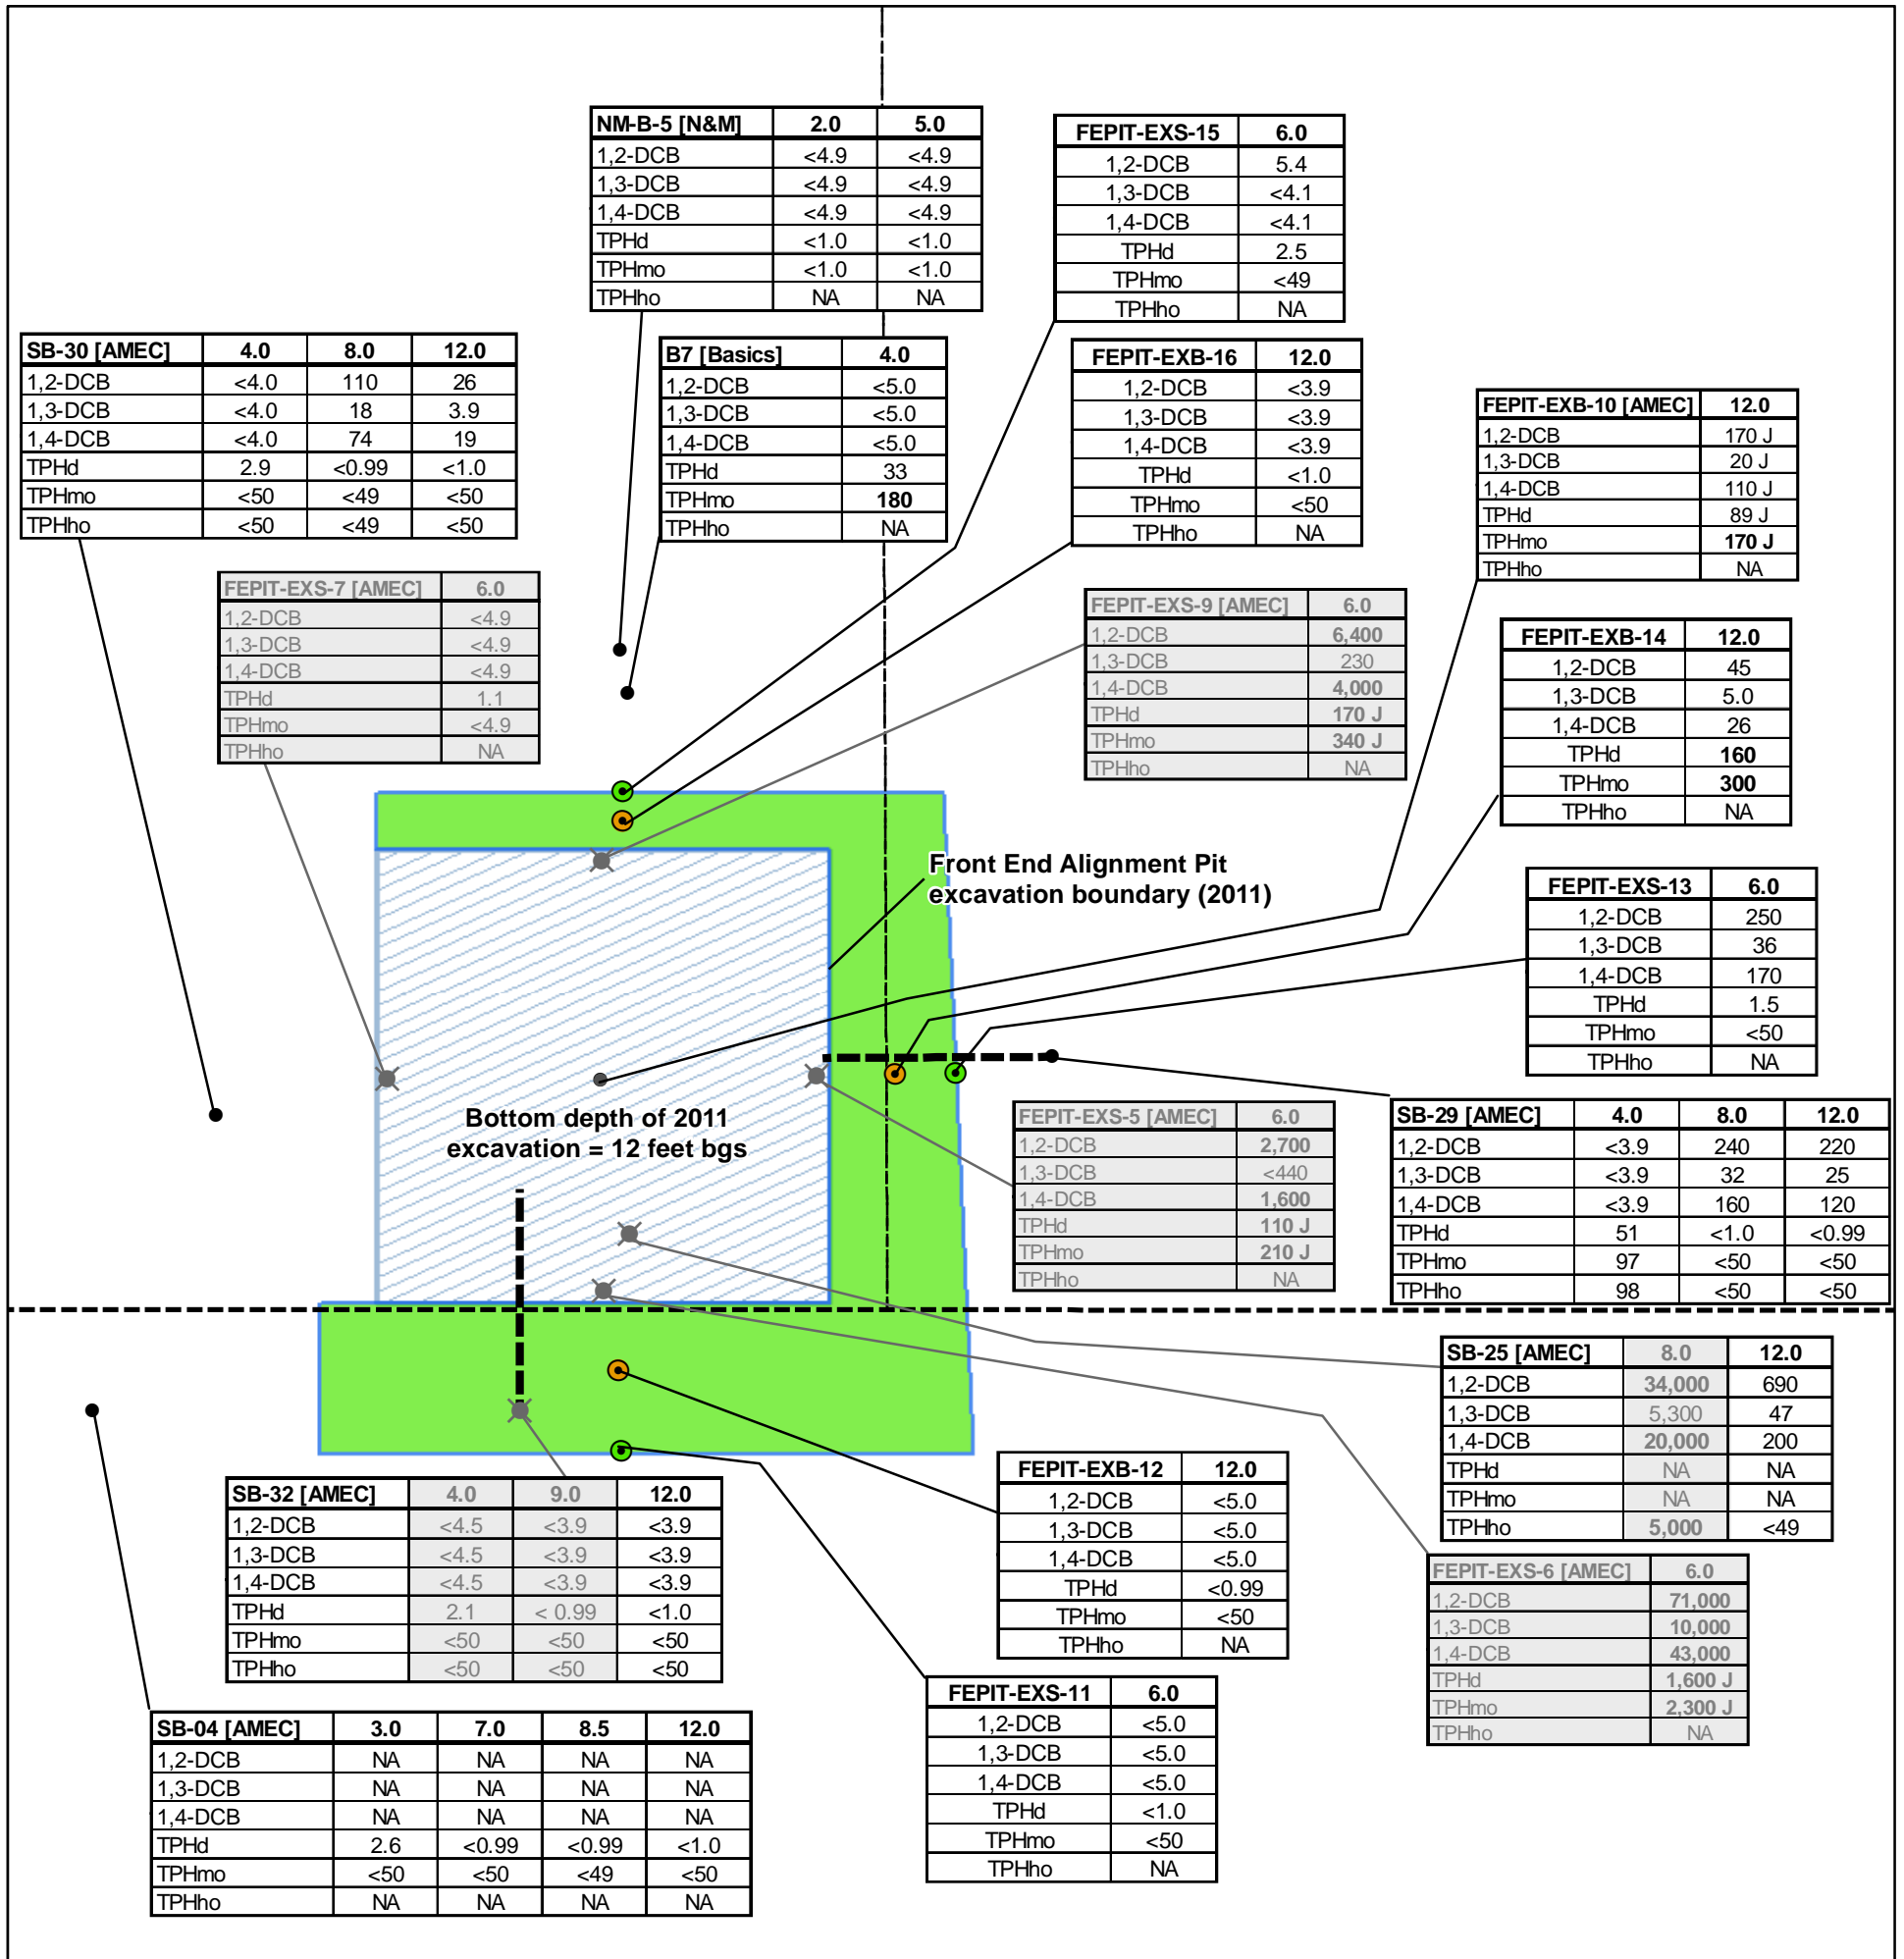 NM-B-5 [N&M] 2.0 5.0
1,2-DCB <4.9 <4.9
1,3-DCB <4.9 <4.9
1,4-DCB <4.9 <4.9
TPHd <1.0 <1.0
TPHmo <1.0 <1.0
TPHho NA NA
FEPIT-EXS-15 6.0
1,2-DCB 5.4
1,3-DCB <4.1
1,4-DCB <4.1
TPHd 2.5
TPHmo <49
TPHho NA
SB-30 [AMEC] 4.0 8.0 12.0
1,2-DCB <4.0 110 26
1,3-DCB <4.0 18 3.9
1,4-DCB <4.0 74 19
TPHd 2.9 <0.99 <1.0
TPHmo <50 <49 <50
TPHho <50 <49 <50
B7 [Basics] 4.0
1,2-DCB <5.0
1,3-DCB <5.0
1,4-DCB <5.0
TPHd 33
TPHmo 180
TPHho NA
FEPIT-EXB-16 12.0
1,2-DCB <3.9
1,3-DCB <3.9
1,4-DCB <3.9
TPHd <1.0
TPHmo <50
TPHho NA
FEPIT-EXB-10 [AMEC] 12.0
1,2-DCB 170 J
1,3-DCB 20 J
1,4-DCB 110 J
TPHd 89 J
TPHmo 170 J
TPHho NA
FEPIT-EXS-7 [AMEC] 6.0
1,2-DCB <4.9
1,3-DCB <4.9
1,4-DCB <4.9
TPHd 1.1
TPHmo <4.9
TPHho NA
FEPIT-EXS-9 [AMEC] 6.0
1,2-DCB 6,400
1,3-DCB 230
1,4-DCB 4,000
TPHd 170 J
TPHmo 340 J
TPHho NA
FEPIT-EXB-14 12.0
1,2-DCB 45
1,3-DCB 5.0
1,4-DCB 26
TPHd 160
TPHmo 300
TPHho NA
Front End Alignment Pit
excavation boundary (2011)
FEPIT-EXS-13 6.0
1,2-DCB 250
1,3-DCB 36
1,4-DCB 170
TPHd 1.5
TPHmo <50
TPHho NA
Bottom depth of 2011
excavation = 12 feet bgs
FEPIT-EXS-5 [AMEC] 6.0
1,2-DCB 2,700
1,3-DCB <440
1,4-DCB 1,600
TPHd 110 J
TPHmo 210 J
TPHho NA
SB-29 [AMEC] 4.0 8.0 12.0
1,2-DCB <3.9 240 220
1,3-DCB <3.9 32 25
1,4-DCB <3.9 160 120
TPHd 51 <1.0 <0.99
TPHmo 97 <50 <50
TPHho 98 <50 <50
SB-25 [AMEC] 8.0 12.0
1,2-DCB 34,000 690
1,3-DCB 5,300 47
1,4-DCB 20,000 200
TPHd NA NA
TPHmo NA NA
TPHho 5,000 <49
SB-32 [AMEC] 4.0 9.0 12.0
1,2-DCB <4.5 <3.9 <3.9
1,3-DCB <4.5 <3.9 <3.9
1,4-DCB <4.5 <3.9 <3.9
TPHd 2.1 < 0.99 <1.0
TPHmo <50 <50 <50
TPHho <50 <50 <50
FEPIT-EXB-12 12.0
1,2-DCB <5.0
1,3-DCB <5.0
1,4-DCB <5.0
TPHd <0.99
TPHmo <50
TPHho NA
FEPIT-EXS-6 [AMEC] 6.0
1,2-DCB 71,000
1,3-DCB 10,000
1,4-DCB 43,000
TPHd 1,600 J
TPHmo 2,300 J
TPHho NA
SB-04 [AMEC] 3.0 7.0 8.5 12.0
1,2-DCB NA NA NA NA
1,3-DCB NA NA NA NA
1,4-DCB NA NA NA NA
TPHd 2.6 <0.99 <0.99 <1.0
TPHmo <50 <50 <49 <50
TPHho NA NA NA NA
FEPIT-EXS-11 6.0
1,2-DCB <5.0
1,3-DCB <5.0
1,4-DCB <5.0
TPHd <1.0
TPHmo <50
TPHho NA